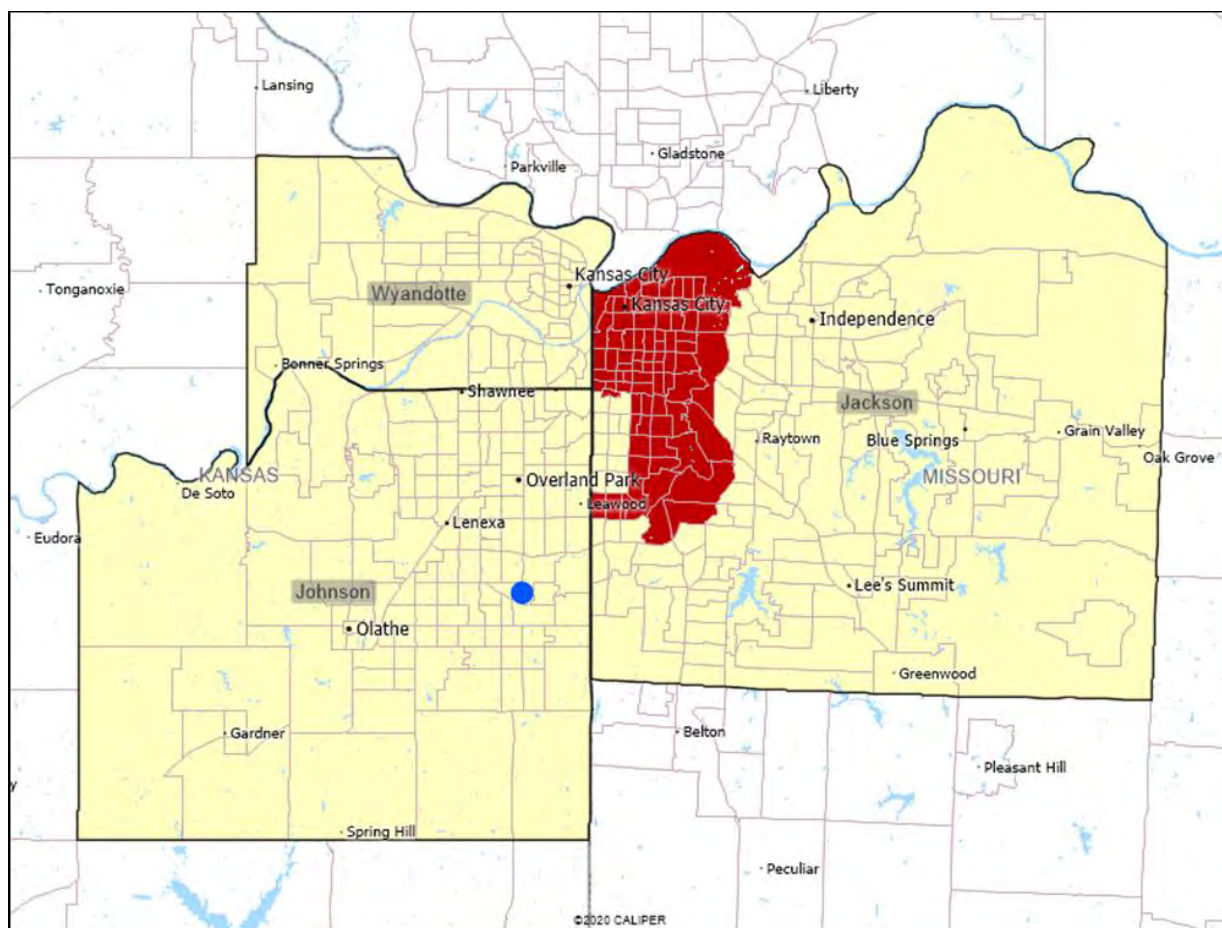 Lansing
Liberty
Gladstone
Parkville
Kansas City
Tonganoxie
Wyandotte
Kansas City
Independence
Bonner Springs
Shawnee
Jackson
Raytown
Blue Springs
Grain Valley
Oak Grove
KANSAS
MISSOURI
De Soto
Overland Park
Leawood
Lenexa
Eudora
Johnson
Lee's Summit
Olathe
Greenwood
Gardner
Belton
Pleasant Hill
y
Spring Hill
Peculiar
©2020 CALIPER